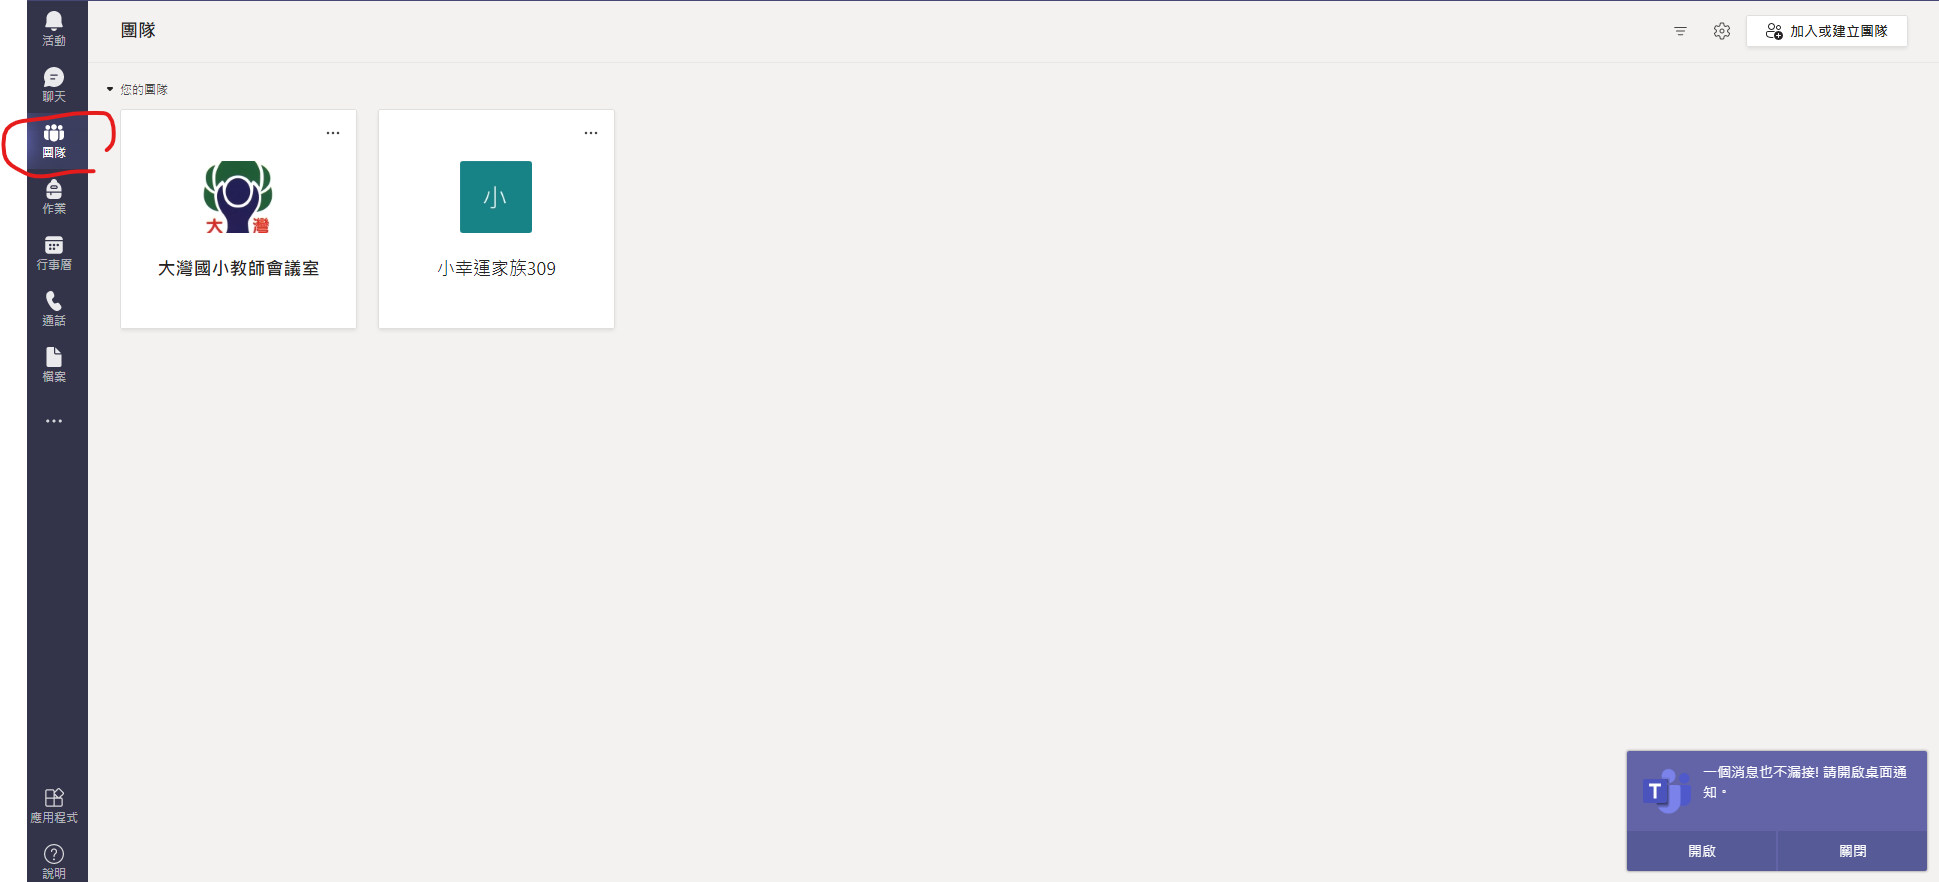 活動
聊天
團隊
作業
行事曆
通話
檔案
應用程式
說明
團隊
加入或建立團隊
您的團隊
大灣
大灣國小教師會議室
小
小幸運家族309
T
一個消息也不漏接! 請開啟桌面通
知。
開啟
關閉